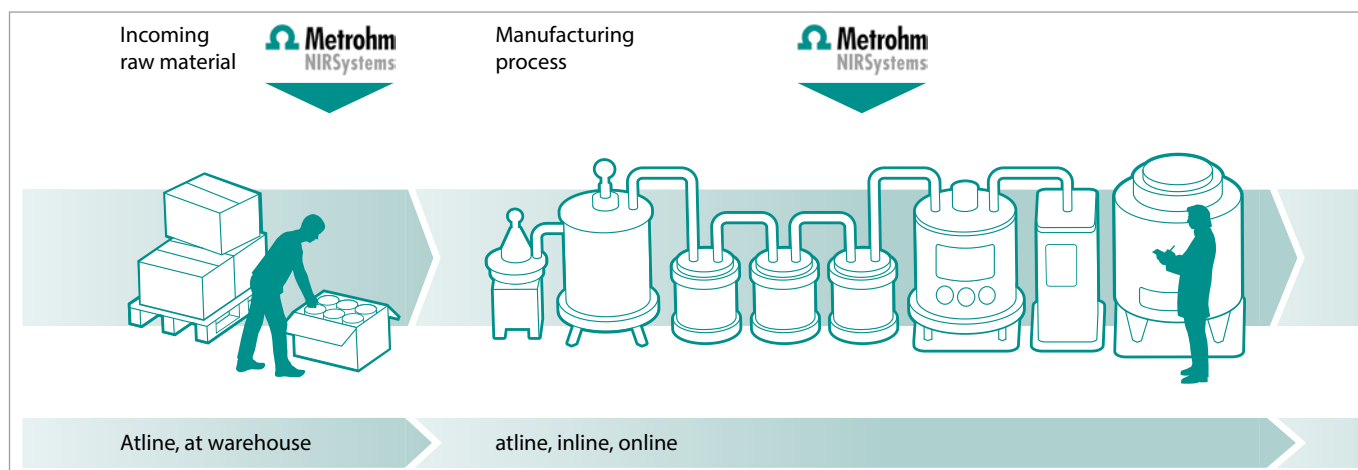 Incoming
raw material
Metrohm
NIRSystems
Manufacturing
process
Metrohm
NIRSystems
Atline, at warehouse
atline, inline, online